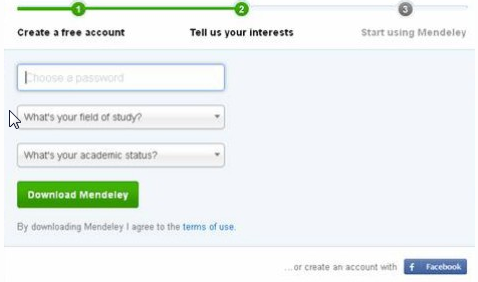 1 2 3
Create a free account Tell us your interests Start using Mendeley
Choose a password
What's your field of study?
What's your academic status?
Download Mendeley
By downloading Mendeley I agree to the terms of use.
...or create an account with f Facebook